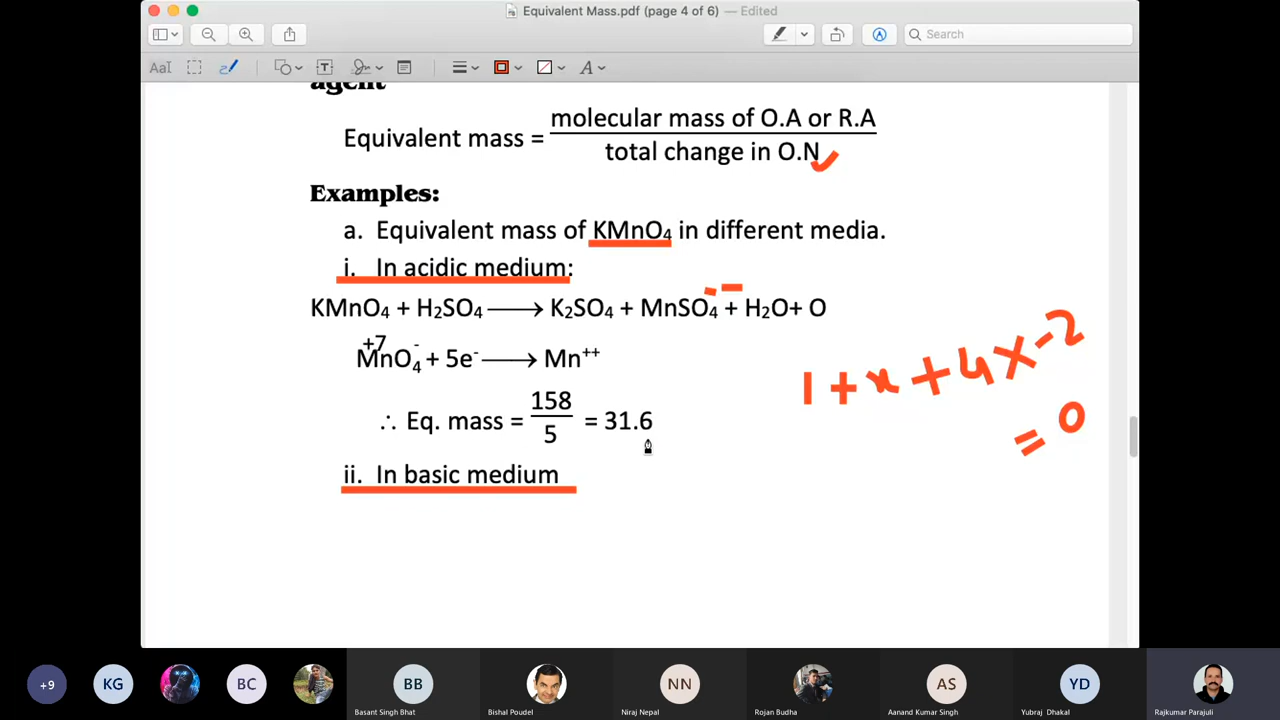 Equivalent Mass.pdf (page 4 of 6) — Edited
Search
AaI
T
A
agent
Equivalent mass = molecular mass of O.A or R.A
total change in O.N
Examples:
a. Equivalent mass of KMnO4 in different media.
i. In acidic medium:
KMnO4 + H2SO4 ⟶ K2SO4 + MnSO4 + H2O+ O
+7
MnO4- + 5e- ⟶ Mn++
1 + x + 4 X -2
= 0
∴ Eq. mass = 158/5 = 31.6
ii. In basic medium
+9 KG BC BB NN AS YD
Basant Singh Bhat Bishal Poudel Niraj Nepal Rojan Budha Aanand Kumar Singh Yubraj Dhakal Rajkumar Parajuli